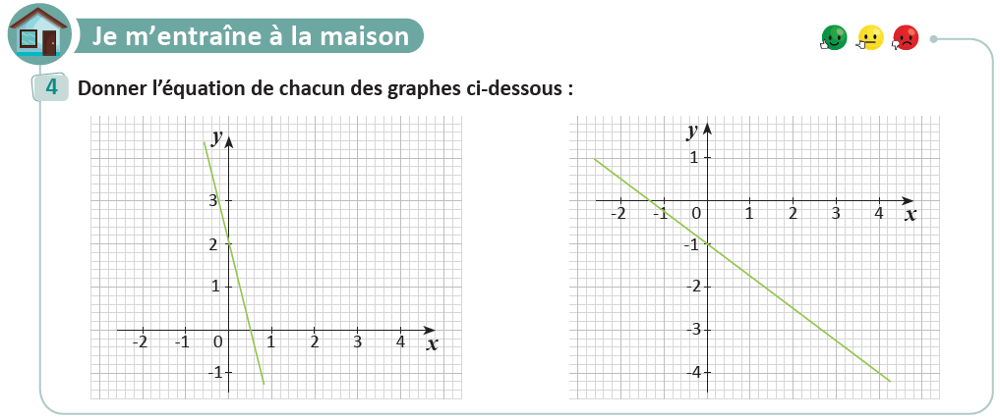 Je m'entraîne à la maison
4 Donner l'équation de chacun des graphes ci-dessous :
y
3
2
1
-2 -1 0 1 2 3 4 x
-1
y
1
-2 -1 0 1 2 3 4 x
-1
-2
-3
-4